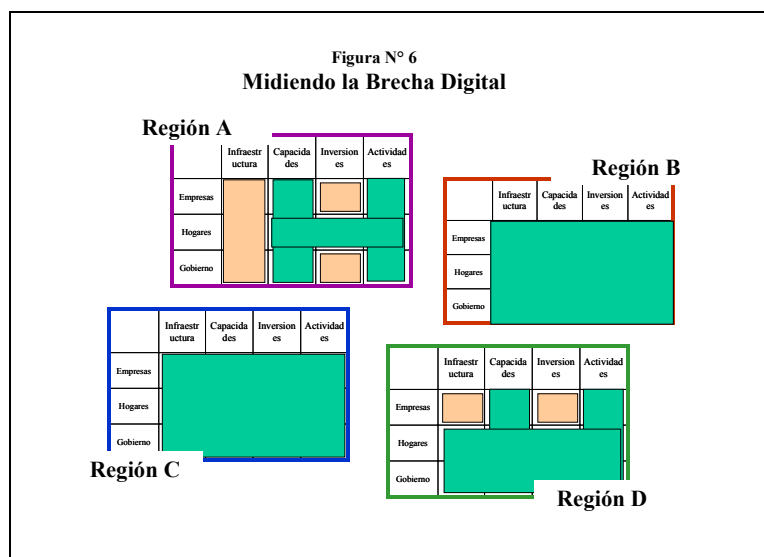 Figura N° 6
Midiendo la Brecha Digital
Región A
Infraestr
uctura
Capacida
des
Inversion
es
Actividad
es
Empresas
Hogares
Gobierno
Región B
Infraestr
uctura
Capacida
des
Inversion
es
Actividad
es
Empresas
Hogares
Gobierno
Infraestr
uctura
Capacida
des
Inversion
es
Actividad
es
Empresas
Hogares
Gobierno
Región C
Infraestr
uctura
Capacida
des
Inversion
es
Actividad
es
Empresas
Hogares
Gobierno
Región D